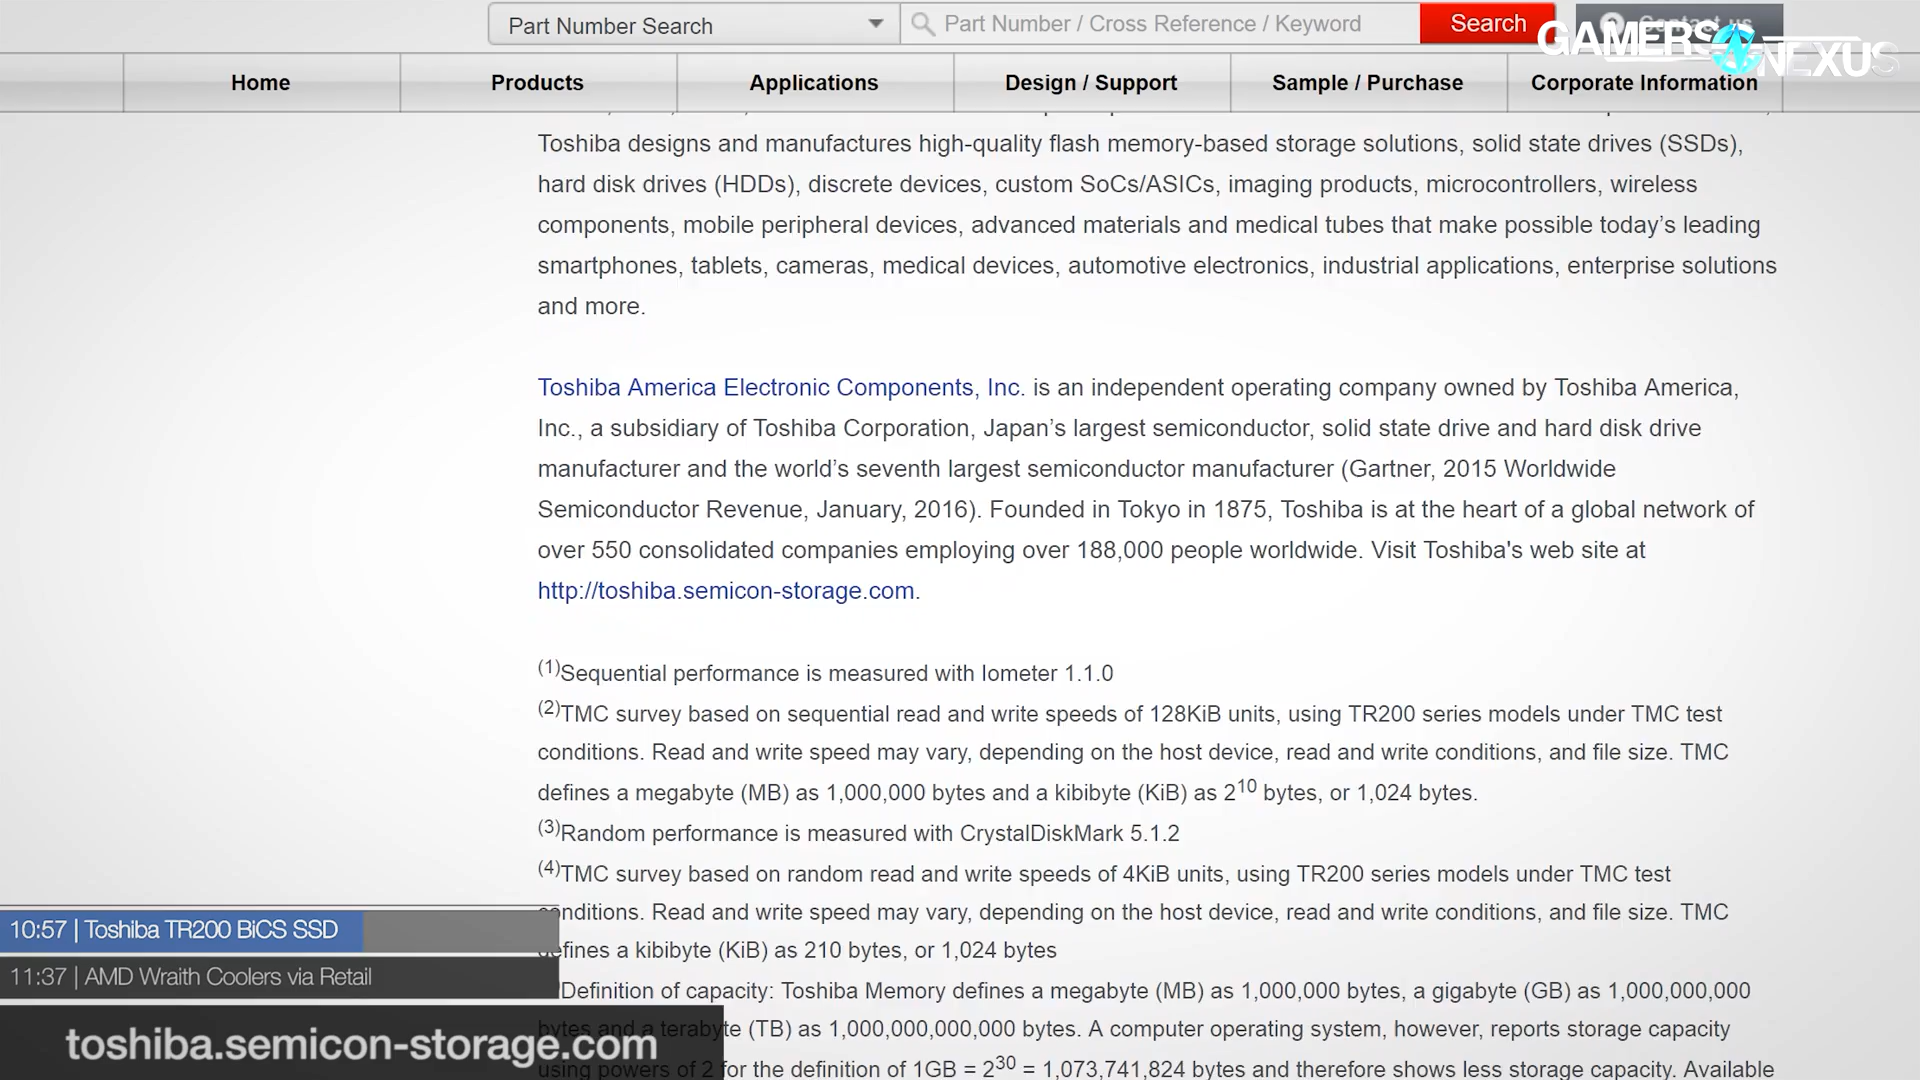 Part Number Search
Part Number / Cross Reference / Keyword
Search
Contact us
GAMERS NEXUS
Home
Products
Applications
Design / Support
Sample / Purchase
Corporate Information
Toshiba designs and manufactures high-quality flash memory-based storage solutions, solid state drives (SSDs),
hard disk drives (HDDs), discrete devices, custom SoCs/ASICs, imaging products, microcontrollers, wireless
components, mobile peripheral devices, advanced materials and medical tubes that make possible today’s leading
smartphones, tablets, cameras, medical devices, automotive electronics, industrial applications, enterprise solutions
and more.
Toshiba America Electronic Components, Inc. is an independent operating company owned by Toshiba America,
Inc., a subsidiary of Toshiba Corporation, Japan’s largest semiconductor, solid state drive and hard disk drive
manufacturer and the world’s seventh largest semiconductor manufacturer (Gartner, 2015 Worldwide
Semiconductor Revenue, January, 2016). Founded in Tokyo in 1875, Toshiba is at the heart of a global network of
over 550 consolidated companies employing over 188,000 people worldwide. Visit Toshiba's web site at
http://toshiba.semicon-storage.com.
(1)Sequential performance is measured with Iometer 1.1.0
(2)TMC survey based on sequential read and write speeds of 128KiB units, using TR200 series models under TMC test
conditions. Read and write speed may vary, depending on the host device, read and write conditions, and file size. TMC
defines a megabyte (MB) as 1,000,000 bytes and a kibibyte (KiB) as 2^10 bytes, or 1,024 bytes.
(3)Random performance is measured with CrystalDiskMark 5.1.2
(4)TMC survey based on random read and write speeds of 4KiB units, using TR200 series models under TMC test
conditions. Read and write speed may vary, depending on the host device, read and write conditions, and file size. TMC
defines a kibibyte (KiB) as 210 bytes, or 1,024 bytes
Definition of capacity: Toshiba Memory defines a megabyte (MB) as 1,000,000 bytes, a gigabyte (GB) as 1,000,000,000
bytes and a terabyte (TB) as 1,000,000,000,000 bytes. A computer operating system, however, reports storage capacity
using powers of 2 for the definition of 1GB = 2^30 = 1,073,741,824 bytes and therefore shows less storage capacity. Available
10:57 | Toshiba TR200 BiCS SSD
11:37 | AMD Wraith Coolers via Retail
toshiba.semicon-storage.com